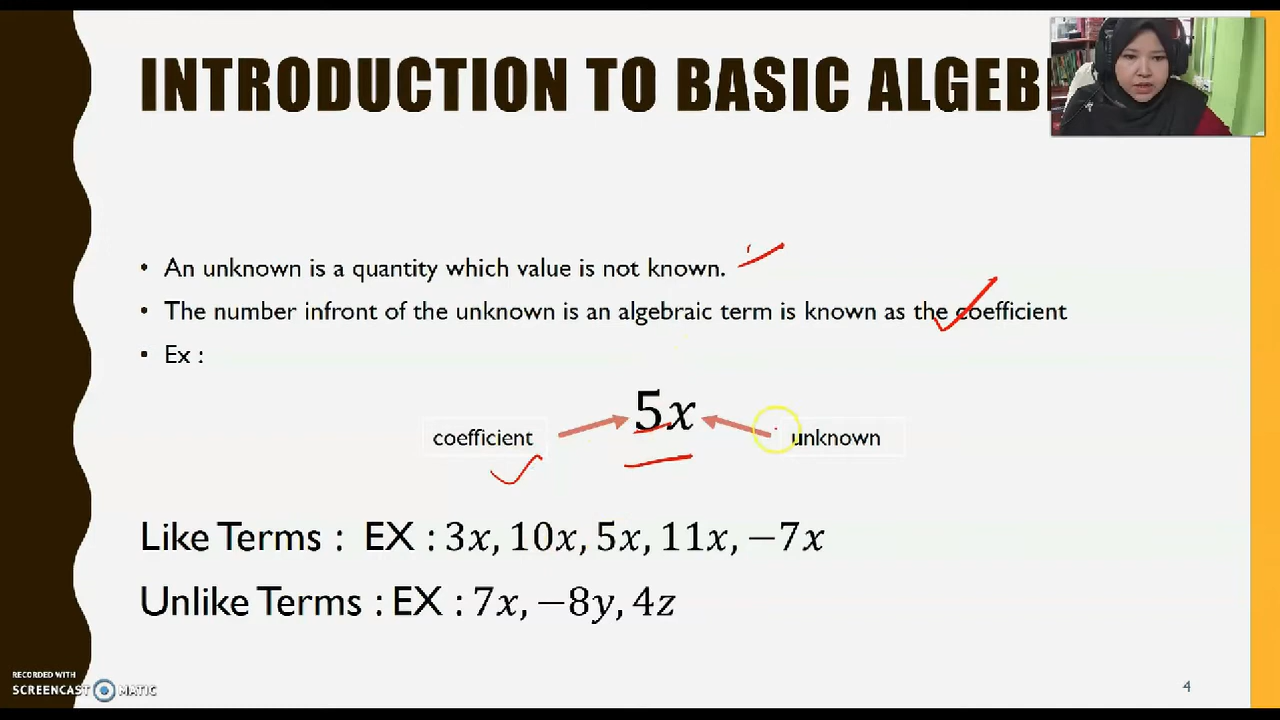 INTRODUCTION TO BASIC ALGEB
• An unknown is a quantity which value is not known.
• The number infront of the unknown is an algebraic term is known as the coefficient
• Ex :
5x
coefficient
unknown
Like Terms : EX : 3x, 10x, 5x, 11x, −7x
Unlike Terms : EX : 7x, −8y, 4z
RECORDED WITH
SCREENCAST MATIC
4